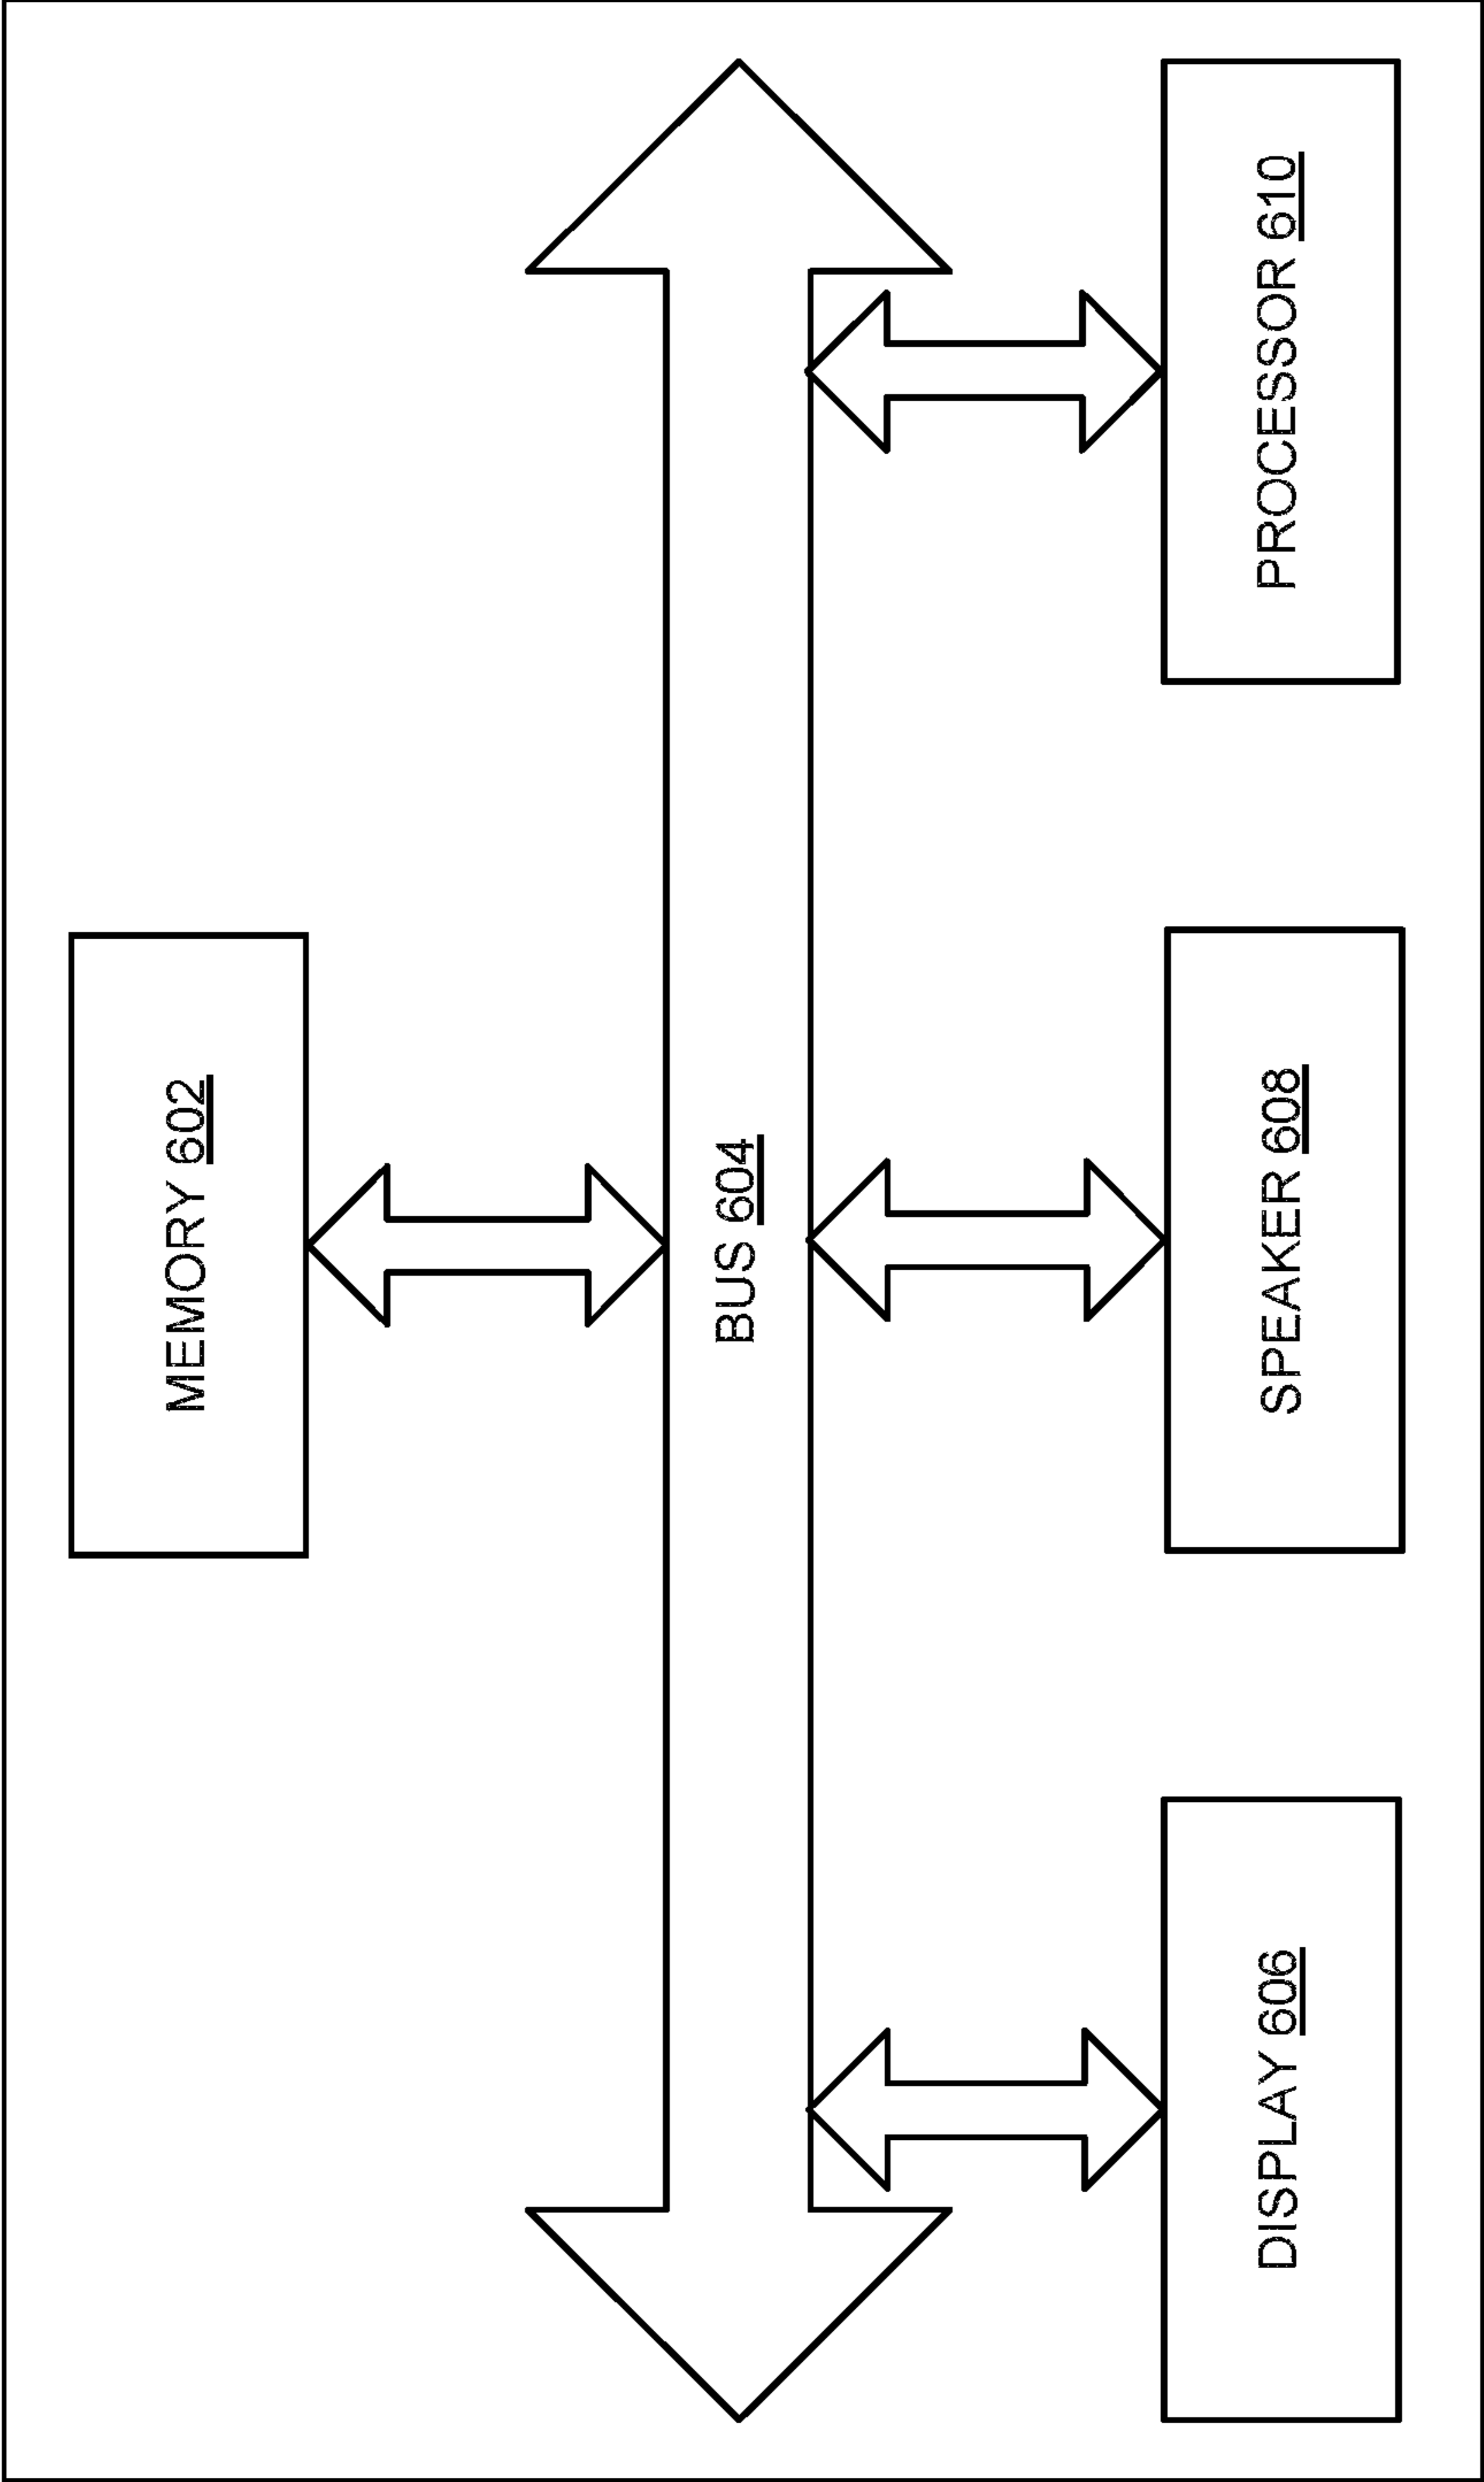 MEMORY 602
BUS 604
DISPLAY 606
SPEAKER 608
PROCESSOR 610